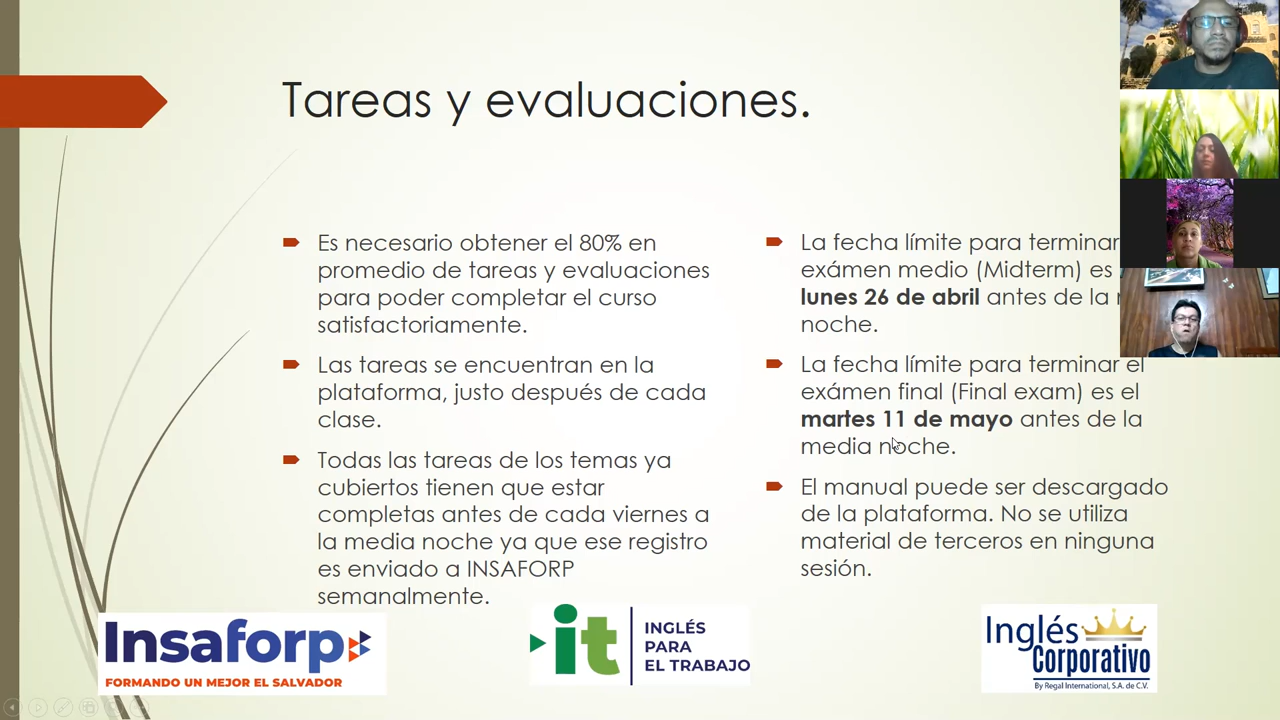 Tareas y evaluaciones.
Es necesario obtener el 80% en
promedio de tareas y evaluaciones
para poder completar el curso
satisfactoriamente.
Las tareas se encuentran en la
plataforma, justo después de cada
clase.
Todas las tareas de los temas ya
cubiertos tienen que estar
completas antes de cada viernes a
la media noche ya que ese registro
es enviado a INSAFORP
semanalmente.
La fecha límite para terminar
exámen medio (Midterm) es
lunes 26 de abril antes de la
noche.
La fecha límite para terminar el
exámen final (Final exam) es el
martes 11 de mayo antes de la
media noche.
El manual puede ser descargado
de la plataforma. No se utiliza
material de terceros en ninguna
sesión.
Insaforp
FORMANDO UN MEJOR EL SALVADOR
it
INGLÉS
PARA
EL TRABAJO
Inglés
Corporativo
By Regal International, S.A. de C.V.